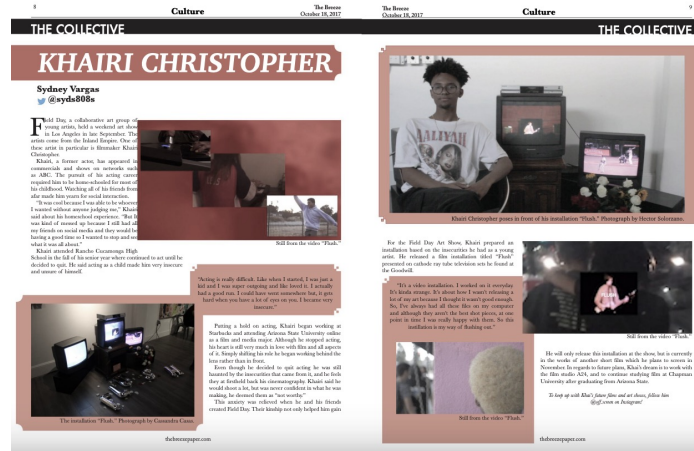 8
Culture
The Breeze
October 18, 2017
THE COLLECTIVE
KHAIRI CHRISTOPHER
Sydney Vargas
@syds808s
Field Day, a collaborative art group of
young artists, held a weekend art show
in Los Angeles in late September. The
artists come from the Inland Empire. One of
these artist in particular is filmmaker Khairi
Christopher.
Khairi, a former actor, has appeared in
commercials and shows on networks such
as ABC. The pursuit of his acting career
required him to be home-schooled for most of
his childhood. Watching all of his friends from
afar made him yearn for social interaction.
"It was cool because I was able to be whoever
I wanted without anyone judging me," Khairi
said about his homeschool experience. "But it
was kind of messed up because I still had all
my friends on social media and they would be
having a good time so I wanted to stop and see
what it was all about."
Khairi attended Rancho Cucamonga High
School in the fall of his senior year where continued to act until he
decided to quit. He said acting as a child made him very insecure
and unsure of himself.
Still from the video "Flush."
"Acting is really difficult. Like when I started, I was just a
kid and I was super outgoing and like loved it. I actually
had a good run. I could have went somewhere but, it gets
hard when you have a lot of eyes on you. I became very
insecure."
Putting a hold on acting, Khairi began working at
Starbucks and attending Arizona State University online
as a film and media major. Although he stopped acting,
his heart is still very much in love with film and all aspects
of it. Simply shifting his role he began working behind the
lens rather than in front.
Even though he decided to quit acting he was still
haunted by the insecurities that came from it, and he feels
they at firstheld back his cinematography. Khairi said he
would shoot a lot, but was never confident in what he was
making, he deemed them as "not worthy."
This anxiety was relieved when he and his friends
created Field Day. Their kinship not only helped him gain
The installation "Flush." Photograph by Cassandra Casas.
thebreezepaper.com
The Breeze
October 18, 2017
Culture
9
THE COLLECTIVE
AALIYAH
Khairi Christopher poses in front of his installation "Flush." Photograph by Hector Solorzano.
For the Field Day Art Show, Khairi prepared an
installation based on the insecurities he had as a young
artist. He released a film installation titled "Flush"
presented on cathode ray tube television sets he found at
the Goodwill.
"It's a video installation. I worked on it everyday.
It's kinda strange. It's about how I wasn't releasing a
lot of my art because I thought it wasn't good enough.
So, I've always had all these files on my computer
and although they aren't the best shot pieces, at one
point in time I was really happy with them. So this
instillation is my way of flushing out."
Still from the video "Flush."
He will only release this installation at the show, but is currently
in the works of another short film which he plans to screen in
November. In regards to future plans, Khai's dream is to work with
the film studio A24, and to continue studying film at Chapman
University after graduating from Arizona State.
To keep up with Khai's future films and art shows, follow him
on Instagram!
Still from the video "Flush."
thebreezepaper.com